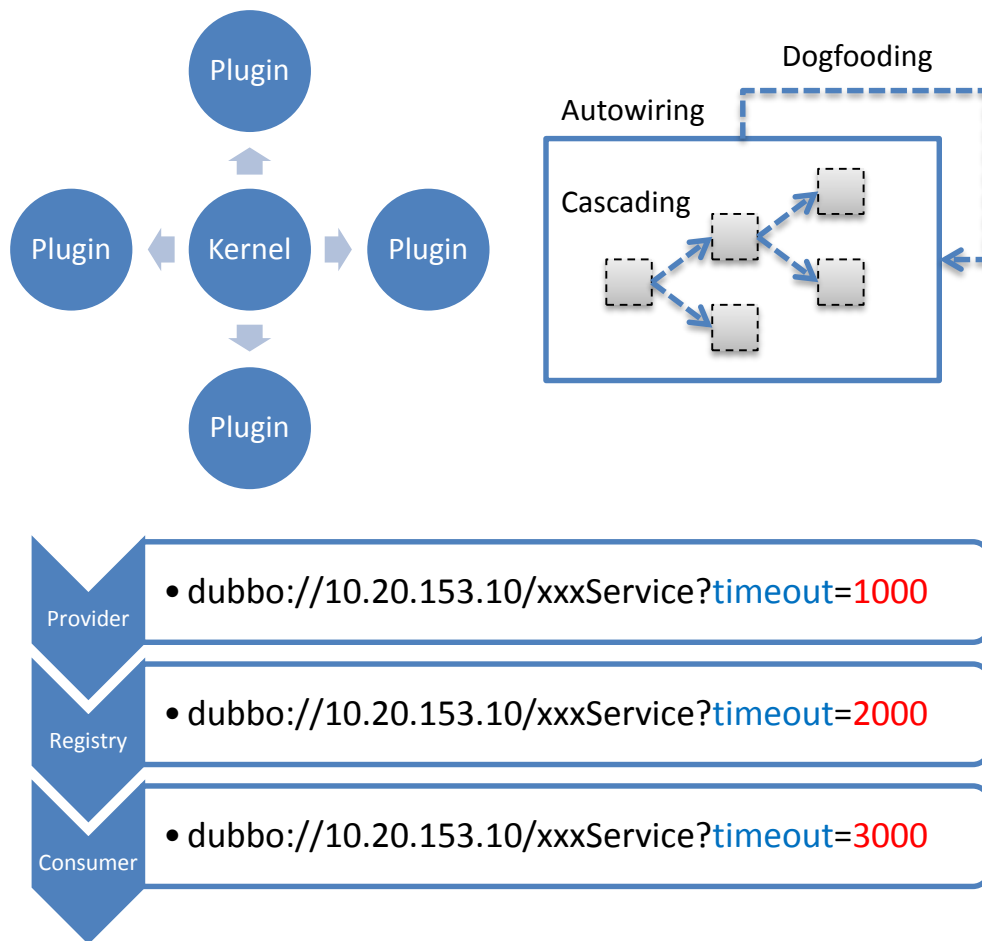 Plugin
Plugin
Kernel
Plugin
Plugin
Dogfooding
Autowiring
Cascading
Provider
• dubbo://10.20.153.10/xxxService?timeout=1000
Registry
• dubbo://10.20.153.10/xxxService?timeout=2000
Consumer
• dubbo://10.20.153.10/xxxService?timeout=3000